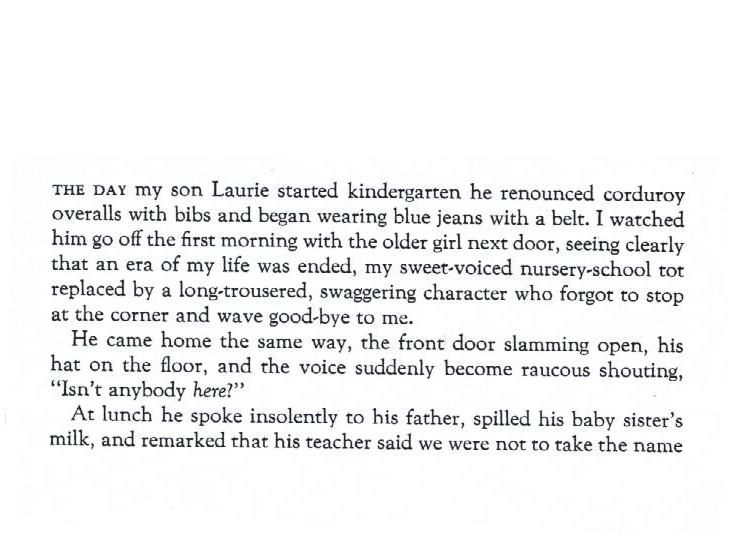 THE DAY my son Laurie started kindergarten he renounced corduroy
overalls with bibs and began wearing blue jeans with a belt. I watched
him go off the first morning with the older girl next door, seeing clearly
that an era of my life was ended, my sweet-voiced nursery-school tot
replaced by a long-trousered, swaggering character who forgot to stop
at the corner and wave good-bye to me.
He came home the same way, the front door slamming open, his
hat on the floor, and the voice suddenly become raucous shouting,
“Isn’t anybody here?”
At lunch he spoke insolently to his father, spilled his baby sister’s
milk, and remarked that his teacher said we were not to take the name